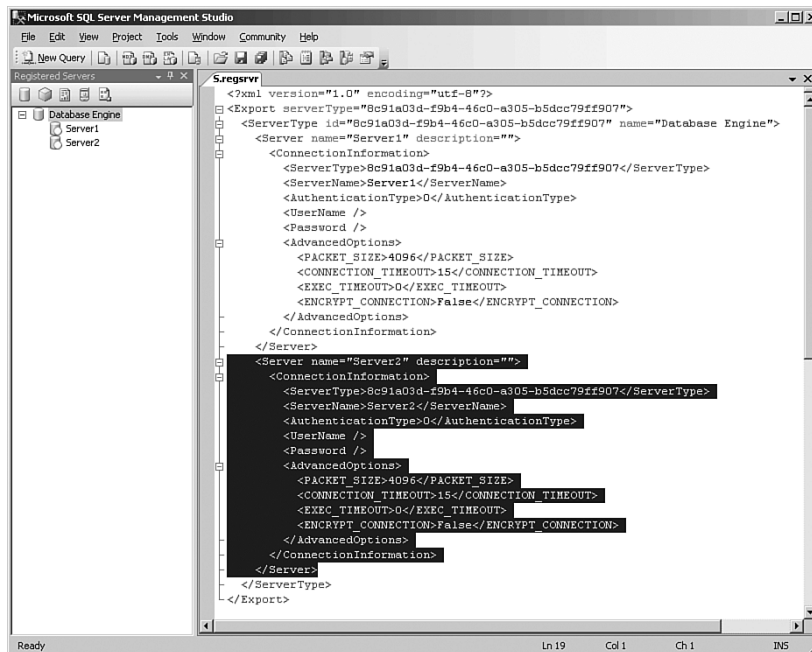 Microsoft SQL Server Management Studio
File Edit View Project Tools Window Community Help
New Query
Registered Servers
Database Engine
Server1
Server2
S.regsrvr
<?xml version="1.0" encoding="utf-8"?>
<Export serverType="8c91a03d-f9b4-46c0-a305-b5dcc79ff907">
<ServerType id="8c91a03d-f9b4-46c0-a305-b5dcc79ff907" name="Database Engine">
<Server name="Server1" description="">
<ConnectionInformation>
<ServerType>8c91a03d-f9b4-46c0-a305-b5dcc79ff907</ServerType>
<ServerName>Server1</ServerName>
<AuthenticationType>0</AuthenticationType>
<UserName />
<Password />
<AdvancedOptions>
<PACKET_SIZE>4096</PACKET_SIZE>
<CONNECTION_TIMEOUT>15</CONNECTION_TIMEOUT>
<EXEC_TIMEOUT>0</EXEC_TIMEOUT>
<ENCRYPT_CONNECTION>False</ENCRYPT_CONNECTION>
</AdvancedOptions>
</ConnectionInformation>
</Server>
<Server name="Server2" description="">
<ConnectionInformation>
<ServerType>8c91a03d-f9b4-46c0-a305-b5dcc79ff907</ServerType>
<ServerName>Server2</ServerName>
<AuthenticationType>0</AuthenticationType>
<UserName />
<Password />
<AdvancedOptions>
<PACKET_SIZE>4096</PACKET_SIZE>
<CONNECTION_TIMEOUT>15</CONNECTION_TIMEOUT>
<EXEC_TIMEOUT>0</EXEC_TIMEOUT>
<ENCRYPT_CONNECTION>False</ENCRYPT_CONNECTION>
</AdvancedOptions>
</ConnectionInformation>
</Server>
</ServerType>
</Export>
Ready Ln 19 Col 1 Ch 1 INS